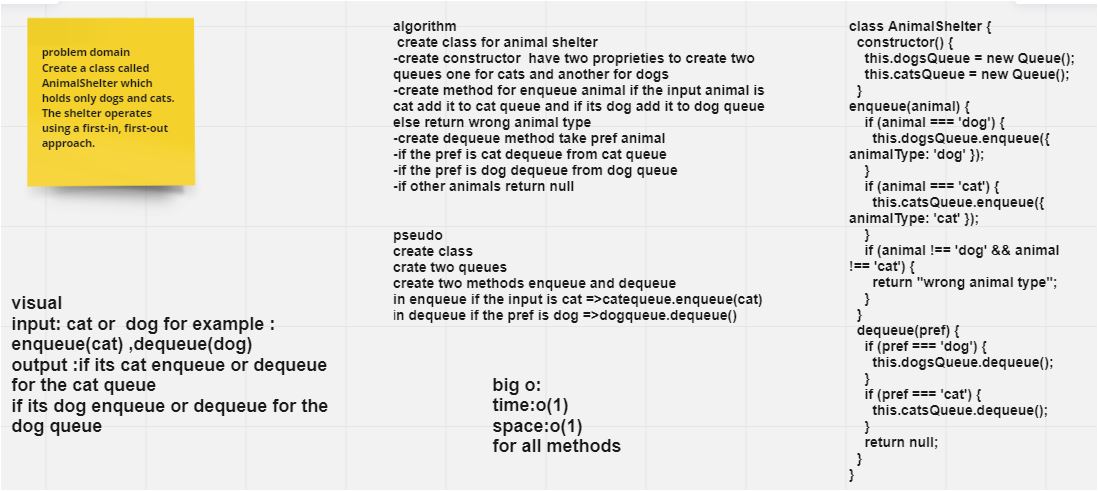 problem domain
Create a class called
AnimalShelter which
holds only dogs and cats.
The shelter operates
using a first-in, first-out
approach.
visual
input: cat or  dog for example :
enqueue(cat) ,dequeue(dog)
output :if its cat enqueue or dequeue
for the cat queue
if its dog enqueue or dequeue for the
dog queue
algorithm
 create class for animal shelter
-create constructor  have two proprieties to create two
queues one for cats and another for dogs
-create method for enqueue animal if the input animal is
cat add it to cat queue and if its dog add it to dog queue
else return wrong animal type
-create dequeue method take pref animal
-if the pref is cat dequeue from cat queue
-if the pref is dog dequeue from dog queue
-if other animals return null
pseudo
create class
crate two queues
create two methods enqueue and dequeue
in enqueue if the input is cat =>catequeue.enqueue(cat)
in dequeue if the pref is dog =>dogqueue.dequeue()
big o:
time:o(1)
space:o(1)
for all methods
class AnimalShelter {
  constructor() {
    this.dogsQueue = new Queue();
    this.catsQueue = new Queue();
  }
enqueue(animal) {
    if (animal === 'dog') {
      this.dogsQueue.enqueue({
animalType: 'dog' });
    }
    if (animal === 'cat') {
      this.catsQueue.enqueue({
animalType: 'cat' });
    }
    if (animal !== 'dog' && animal
!== 'cat') {
      return "wrong animal type";
    }
  }
  dequeue(pref) {
    if (pref === 'dog') {
      this.dogsQueue.dequeue();
    }
    if (pref === 'cat') {
      this.catsQueue.dequeue();
    }
    return null;
  }
}